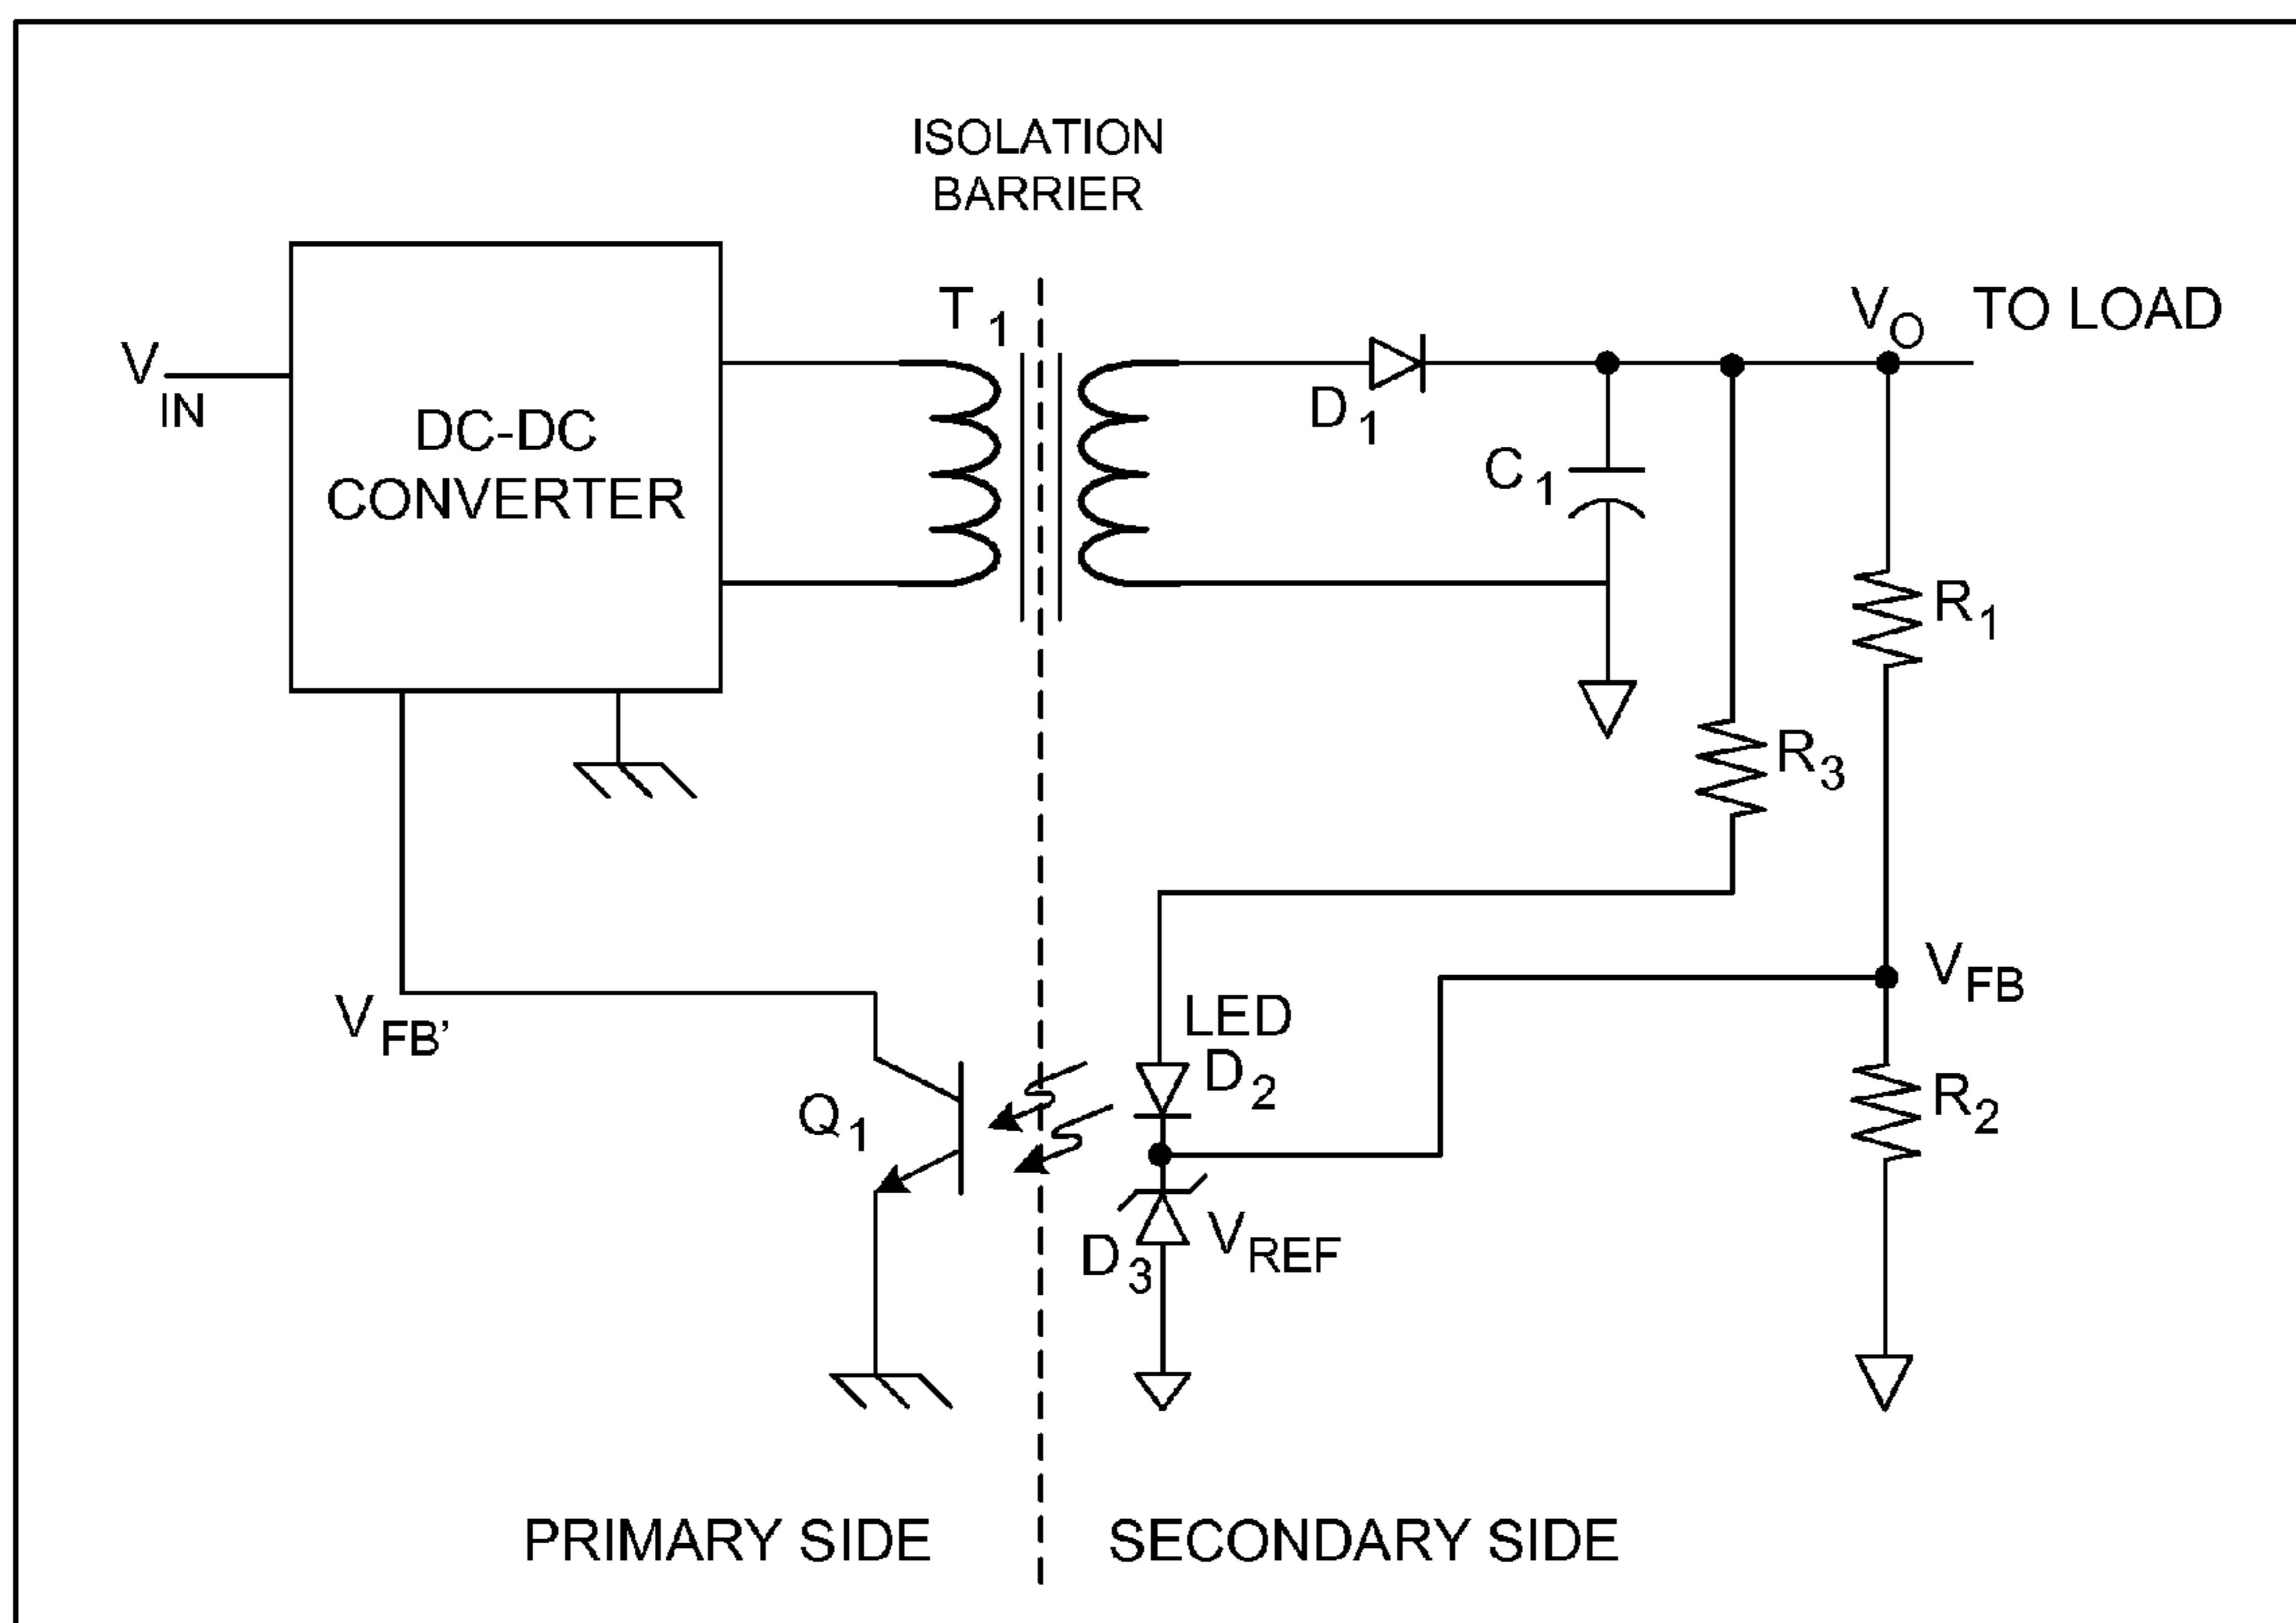 ISOLATION
BARRIER
T1
VO TO LOAD
VIN
DC-DC
CONVERTER
D1
C1
R1
R3
VFB
VFB’
LED
D2
Q1
R2
D3
VREF
PRIMARY SIDE
SECONDARY SIDE